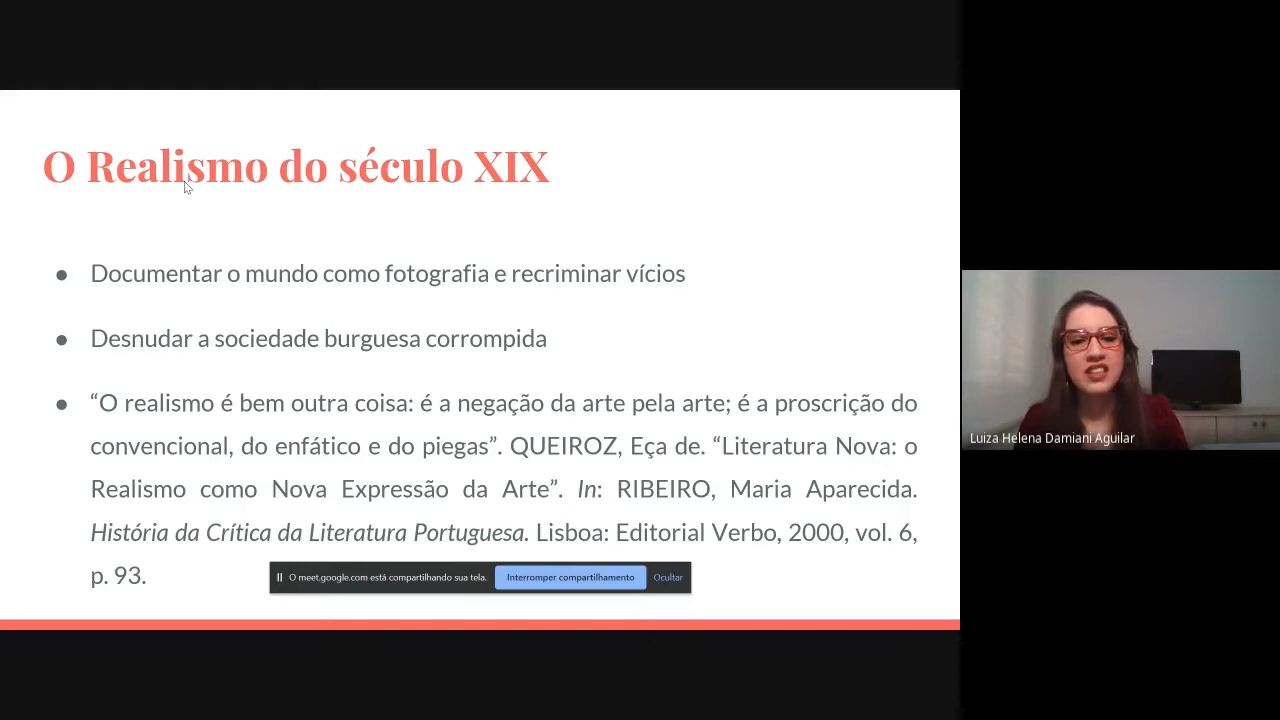 O Realismo do século XIX
● Documentar o mundo como fotografia e recriminar vícios
● Desnudar a sociedade burguesa corrompida
● “O realismo é bem outra coisa: é a negação da arte pela arte; é a proscrição do
convencional, do enfático e do piegas”. QUEIROZ, Eça de. “Literatura Nova: o
Realismo como Nova Expressão da Arte”. In: RIBEIRO, Maria Aparecida.
História da Crítica da Literatura Portuguesa. Lisboa: Editorial Verbo, 2000, vol. 6,
p. 93.
O meet.google.com está compartilhando sua tela. Interromper compartilhamento Ocultar
Luiza Helena Damiani Aguilar